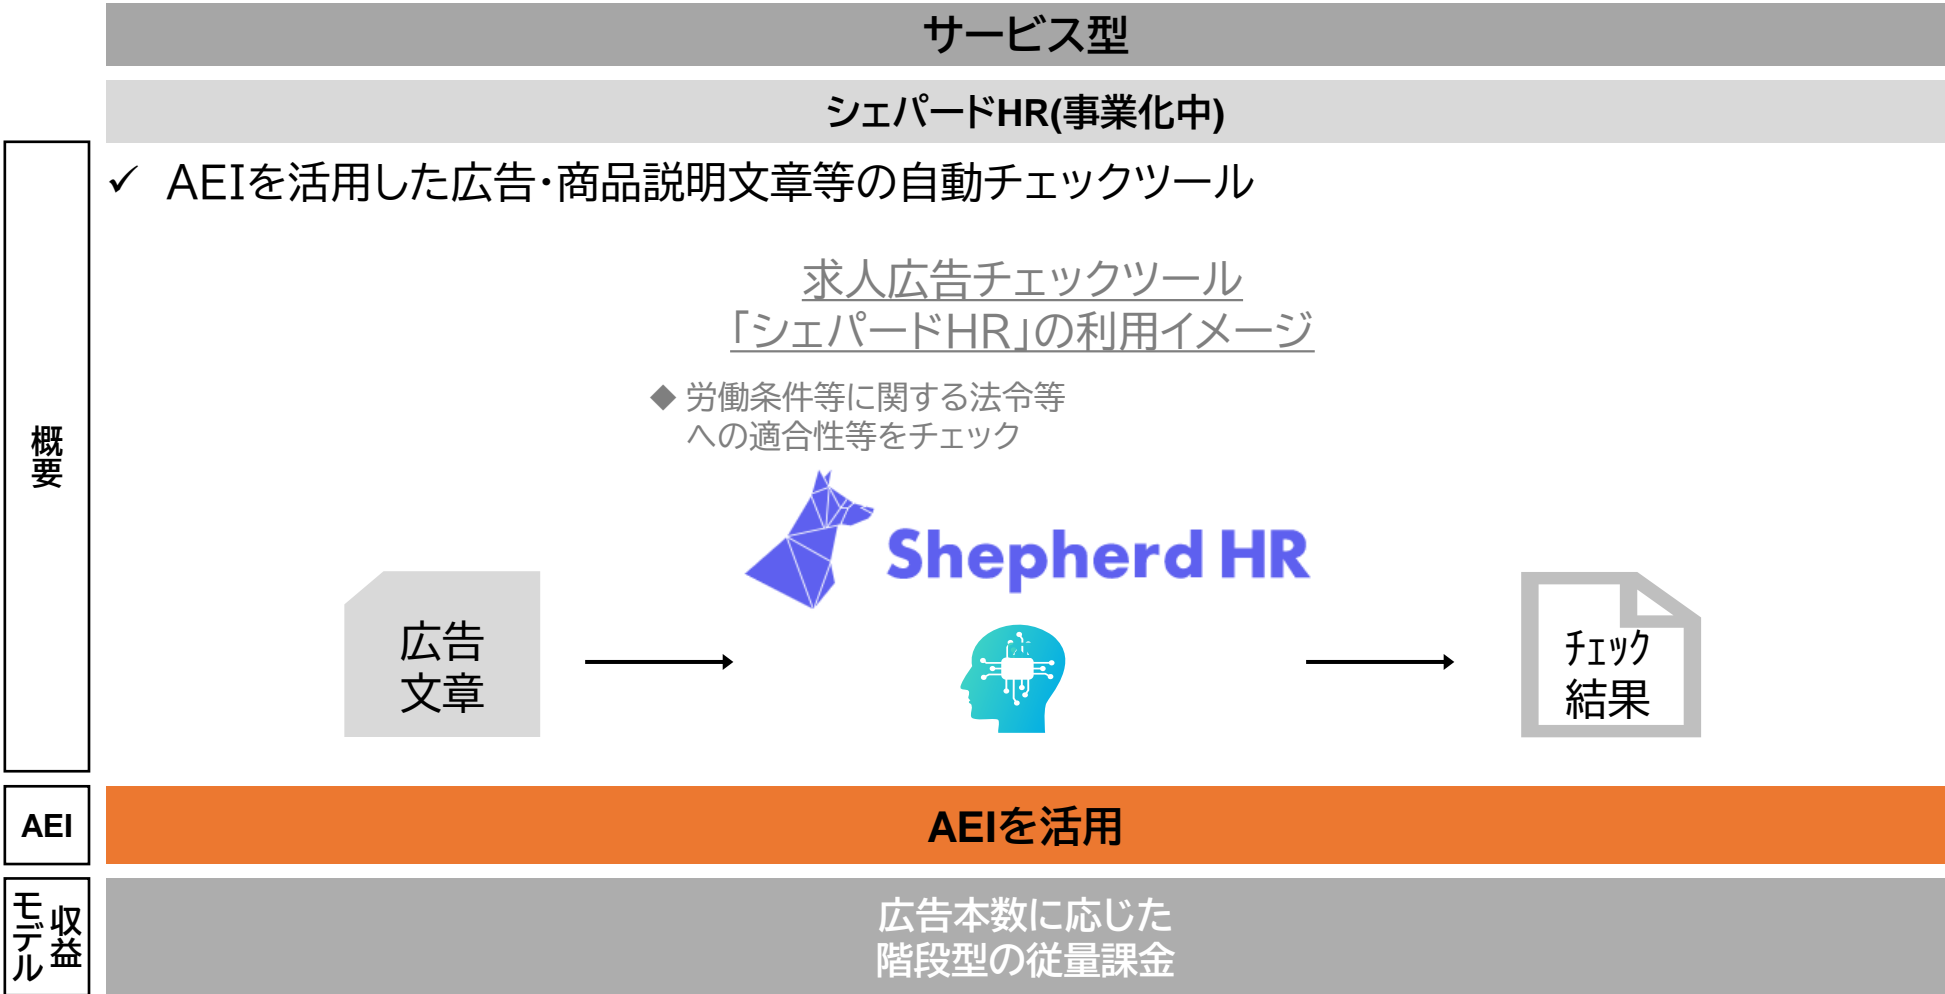 サービス型
シェパードHR(事業化中)
概要
✓ AEIを活用した広告・商品説明文章等の自動チェックツール
求人広告チェックツール
「シェパードHR」の利用イメージ
◆ 労働条件等に関する法令等
への適合性等をチェック
Shepherd HR
広告
文章
チェック
結果
AEI
AEIを活用
収益
モデル
広告本数に応じた
階段型の従量課金